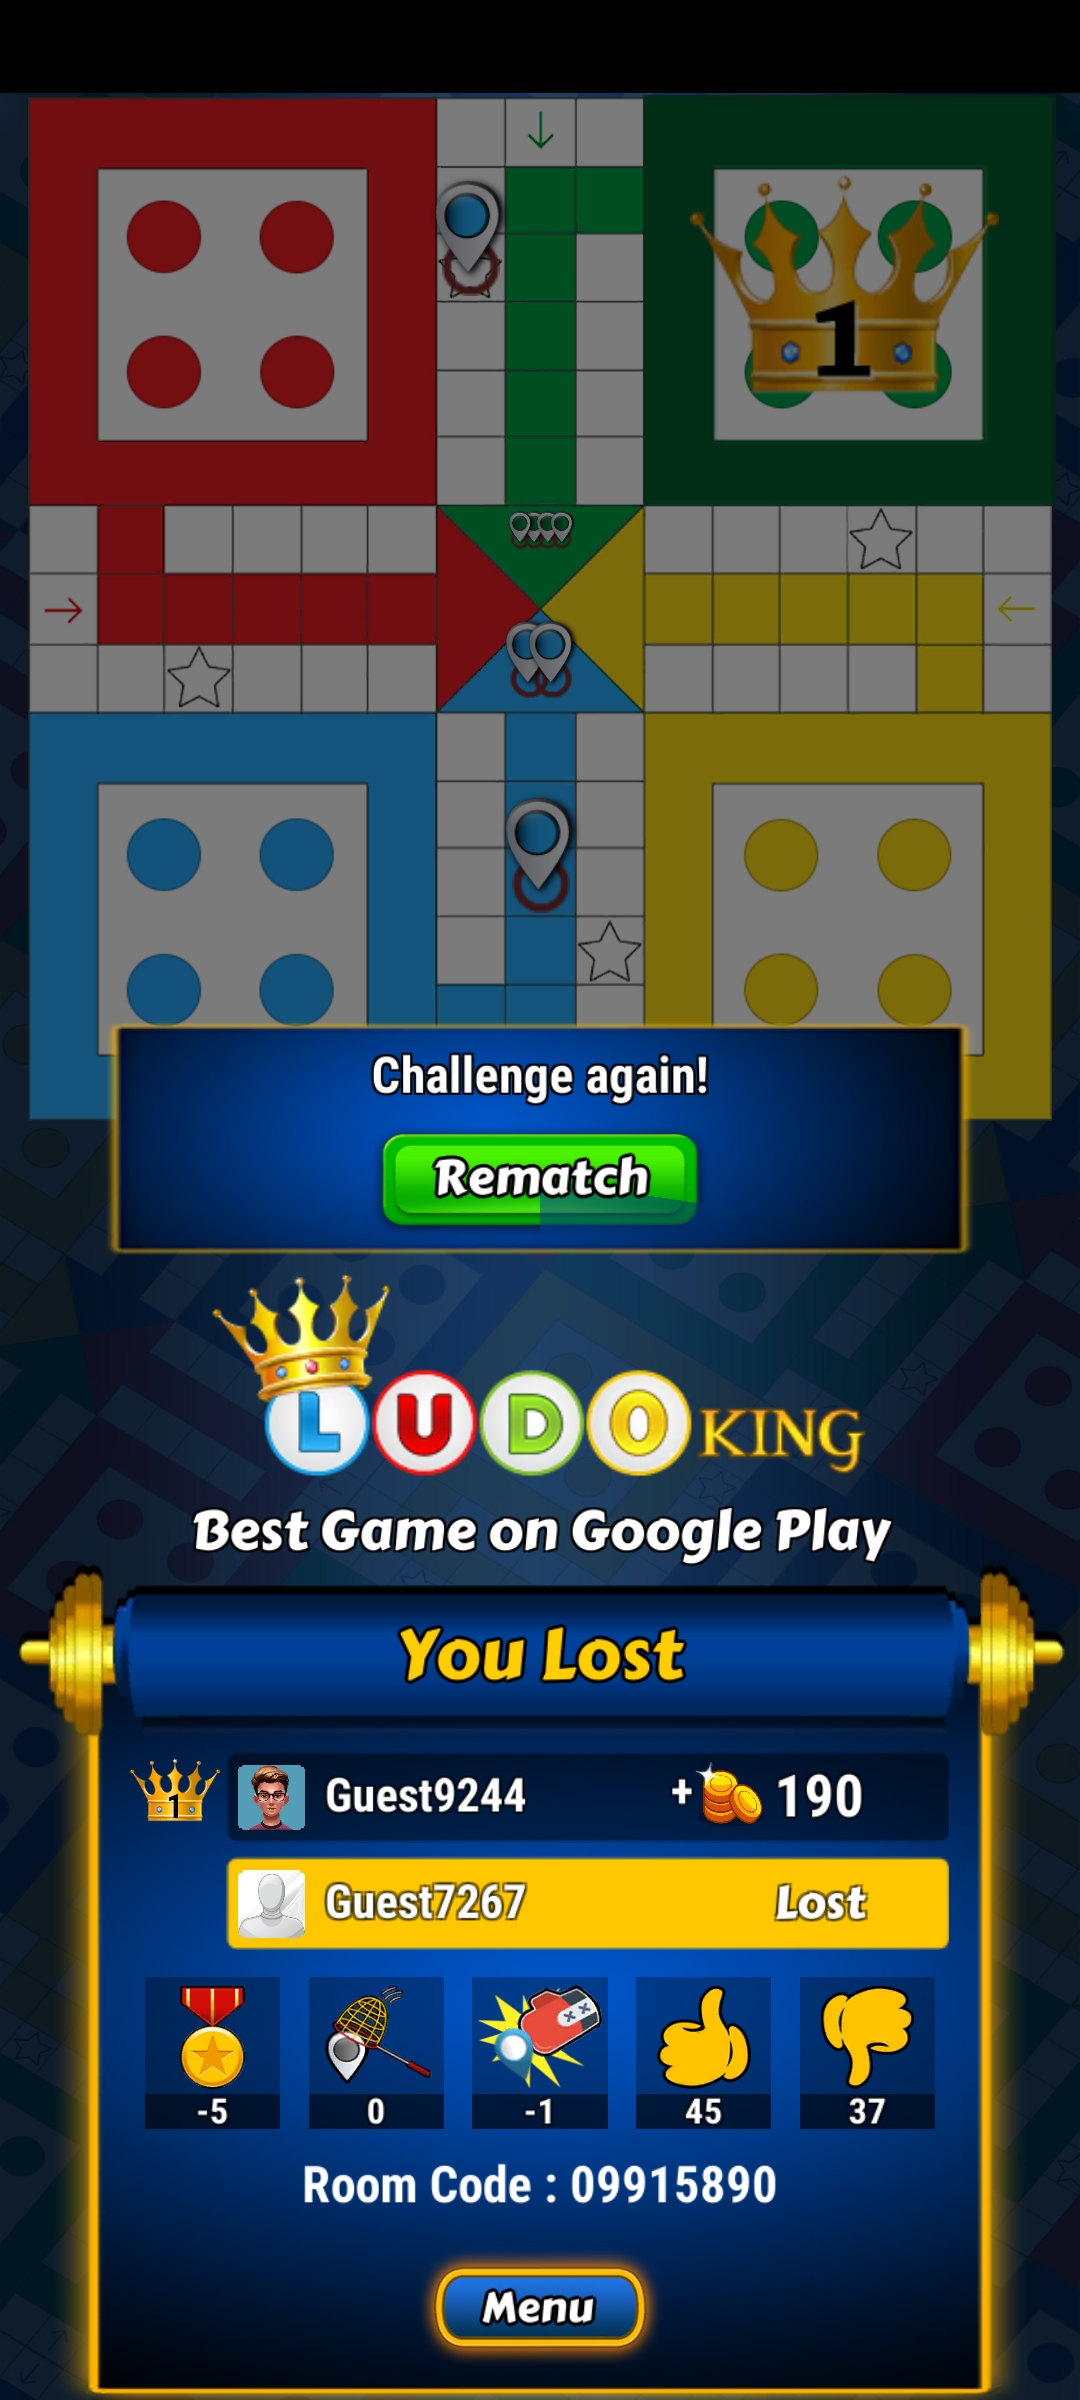 1
Challenge again!
Rematch
LUDO KING
Best Game on Google Play
You Lost
1 Guest9244 + 190
Guest7267 Lost
-5 0 -1 45 37
Room Code : 09915890
Menu